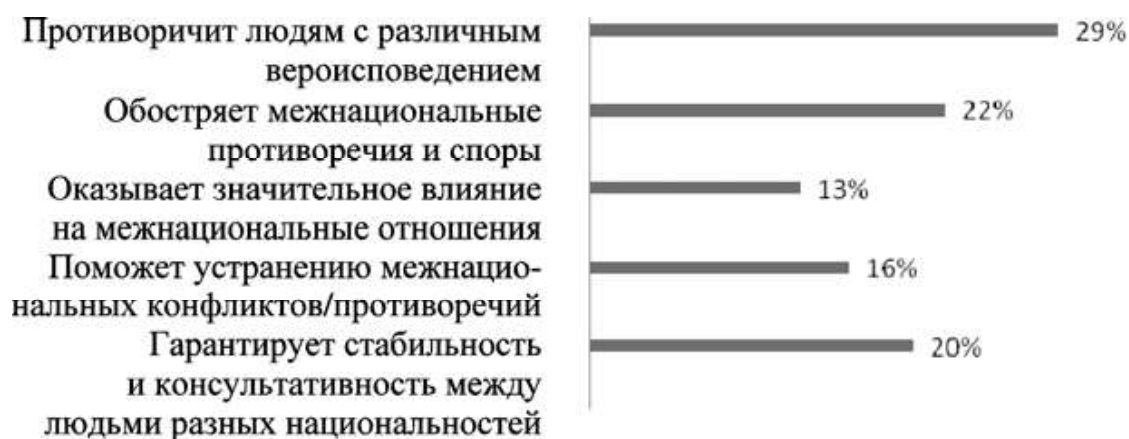 Противоричит людям с различным
вероисповедением
29%
Обостряет межнациональные
противоречия и споры
22%
Оказывает значительное влияние
на межнациональные отношения
13%
Поможет устранению межнацио-
нальных конфликтов/противоречий
16%
Гарантирует стабильность
и консультативность между
людьми разных национальностей
20%